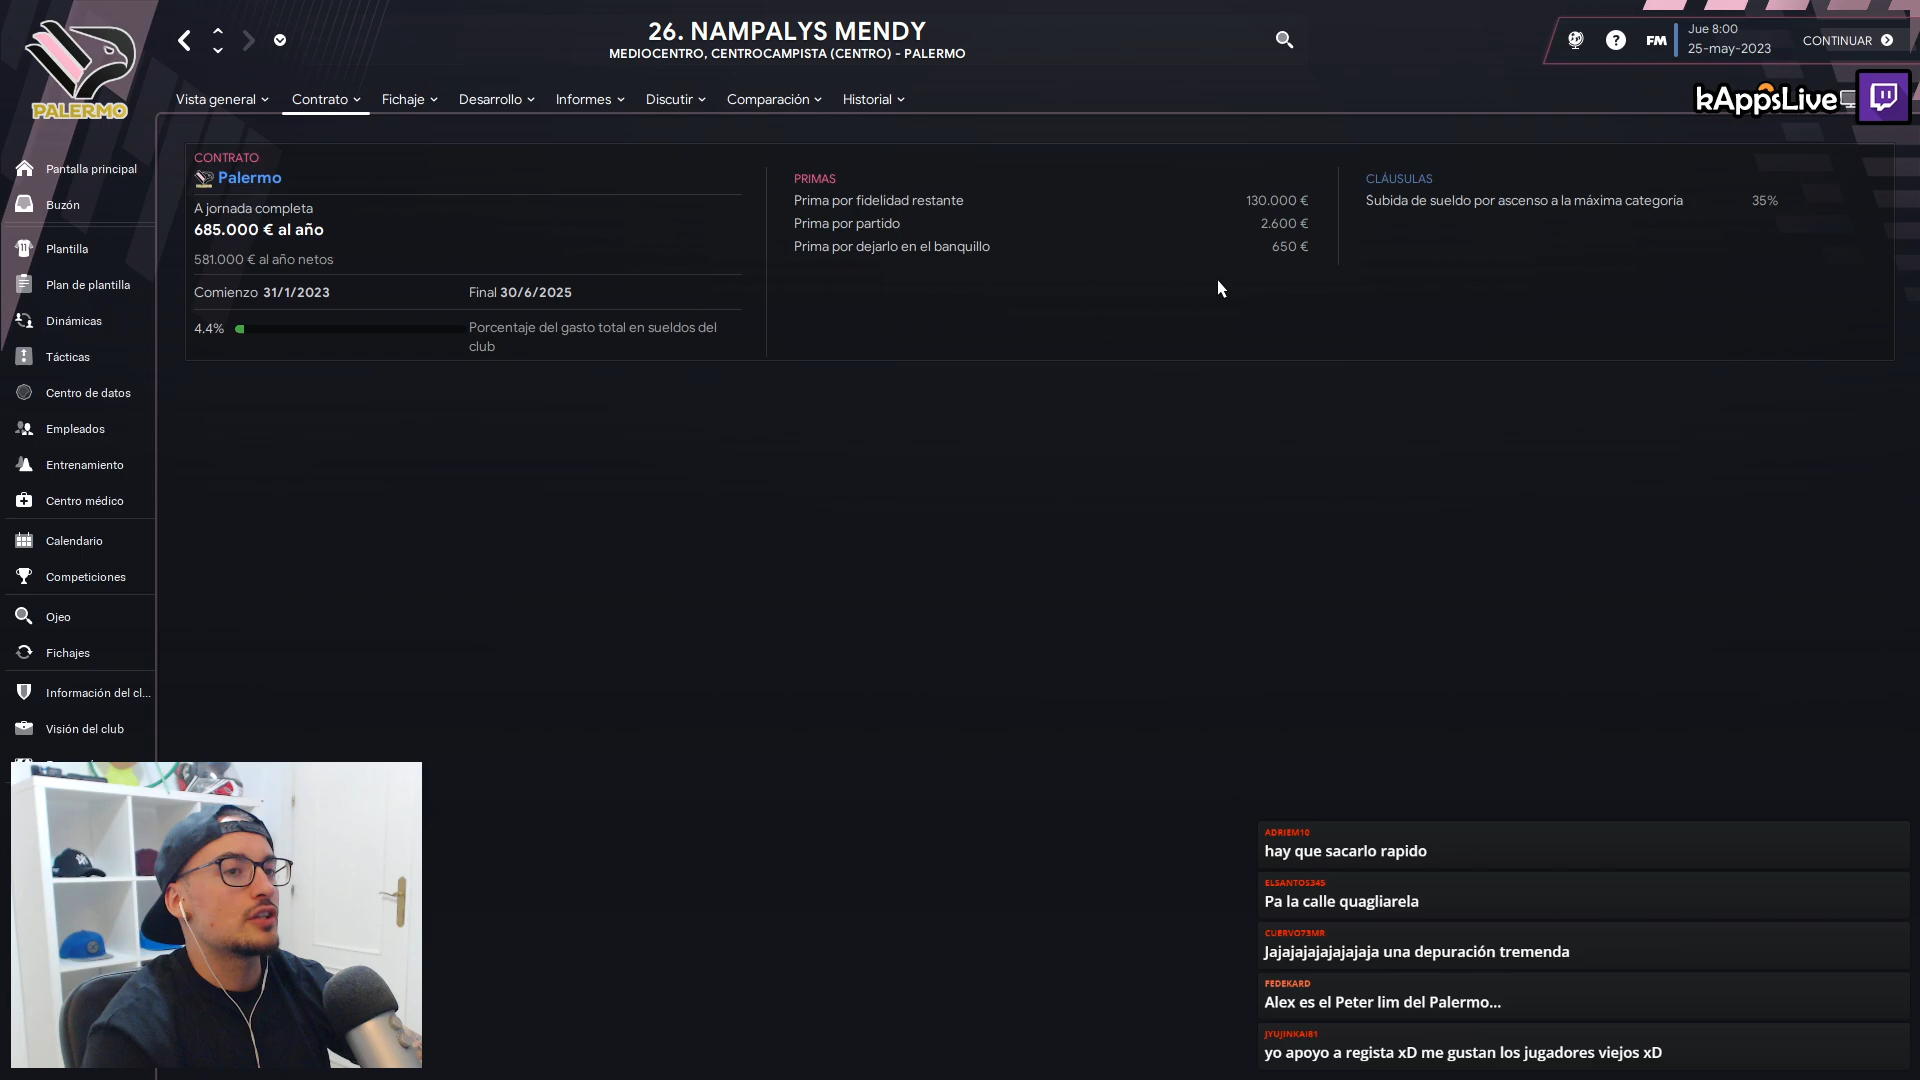 26. NAMPALYS MENDY
MEDIOCENTRO, CENTROCAMPISTA (CENTRO) - PALERMO
FM
Jue 8:00
25-may-2023
CONTINUAR
PALERMO
Vista general
Contrato
Fichaje
Desarrollo
Informes
Discutir
Comparación
Historial
kAppsLive
Pantalla principal
Buzón
Plantilla
Plan de plantilla
Dinámicas
Tácticas
Centro de datos
Empleados
Entrenamiento
Centro médico
Calendario
Competiciones
Ojeo
Fichajes
Información del cl...
Visión del club
CONTRATO
Palermo
A jornada completa
685.000 € al año
581.000 € al año netos
Comienzo 31/1/2023
Final 30/6/2025
4.4%
Porcentaje del gasto total en sueldos del
club
PRIMAS
Prima por fidelidad restante 130.000 €
Prima por partido 2.600 €
Prima por dejarlo en el banquillo 650 €
CLÁUSULAS
Subida de sueldo por ascenso a la máxima categoría 35%
ADRIEM10
hay que sacarlo rapido
ELSANTOS345
Pa la calle quagliarela
CUERVO73MR
Jajajajajajajajaja una depuración tremenda
FEDEKARD
Alex es el Peter lim del Palermo...
JYUJINKAI81
yo apoyo a regista xD me gustan los jugadores viejos xD